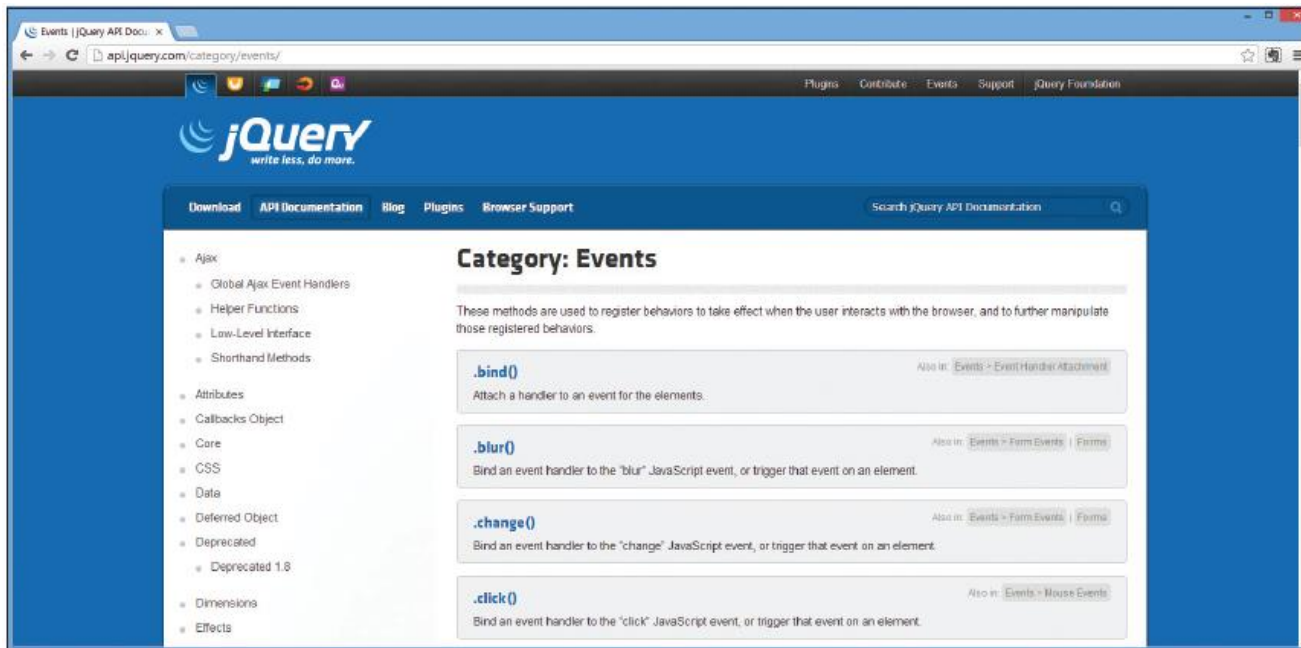 Events | jQuery API Docu
api.jquery.com/category/events/
Plugins Contribute Events Support jQuery Foundation
jQuery
write less, do more.
Download API Documentation Blog Plugins Browser Support
Search jQuery API Documentation
Ajax
Global Ajax Event Handlers
Helper Functions
Low-Level Interface
Shorthand Methods
Attributes
Callbacks Object
Core
CSS
Data
Deferred Object
Deprecated
Deprecated 1.8
Dimensions
Effects
Category: Events
These methods are used to register behaviors to take effect when the user interacts with the browser, and to further manipulate
those registered behaviors.
.bind()
Also in: Events > Event Handler Attachment
Attach a handler to an event for the elements.
.blur()
Also in: Events > Form Events | Forms
Bind an event handler to the "blur" JavaScript event, or trigger that event on an element.
.change()
Also in: Events > Form Events | Forms
Bind an event handler to the "change" JavaScript event, or trigger that event on an element.
.click()
Also in: Events > Mouse Events
Bind an event handler to the "click" JavaScript event, or trigger that event on an element.